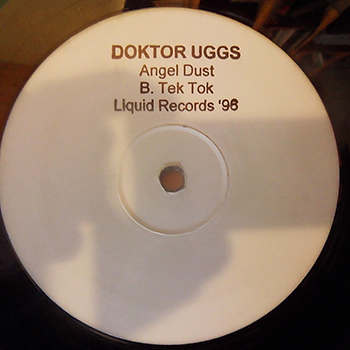 DOKTOR UGGS
Angel Dust
B. Tek Tok
Liquid Records '96